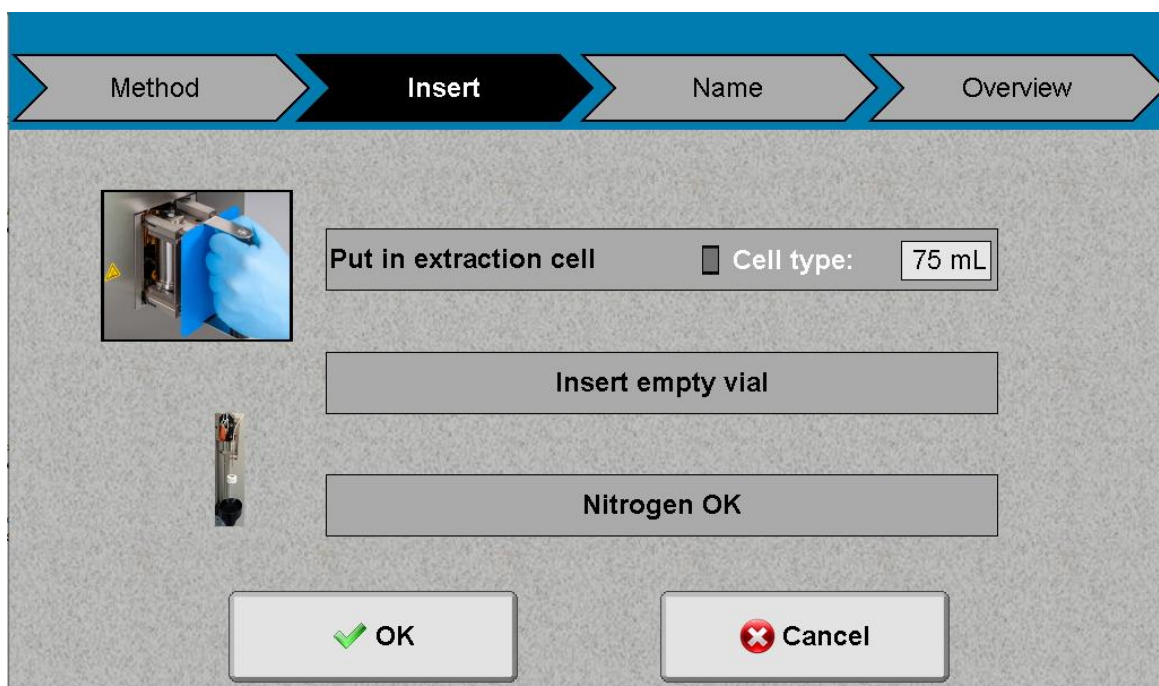 Method
Insert
Name
Overview
Put in extraction cell
Cell type:
75 mL
Insert empty vial
Nitrogen OK
OK
Cancel